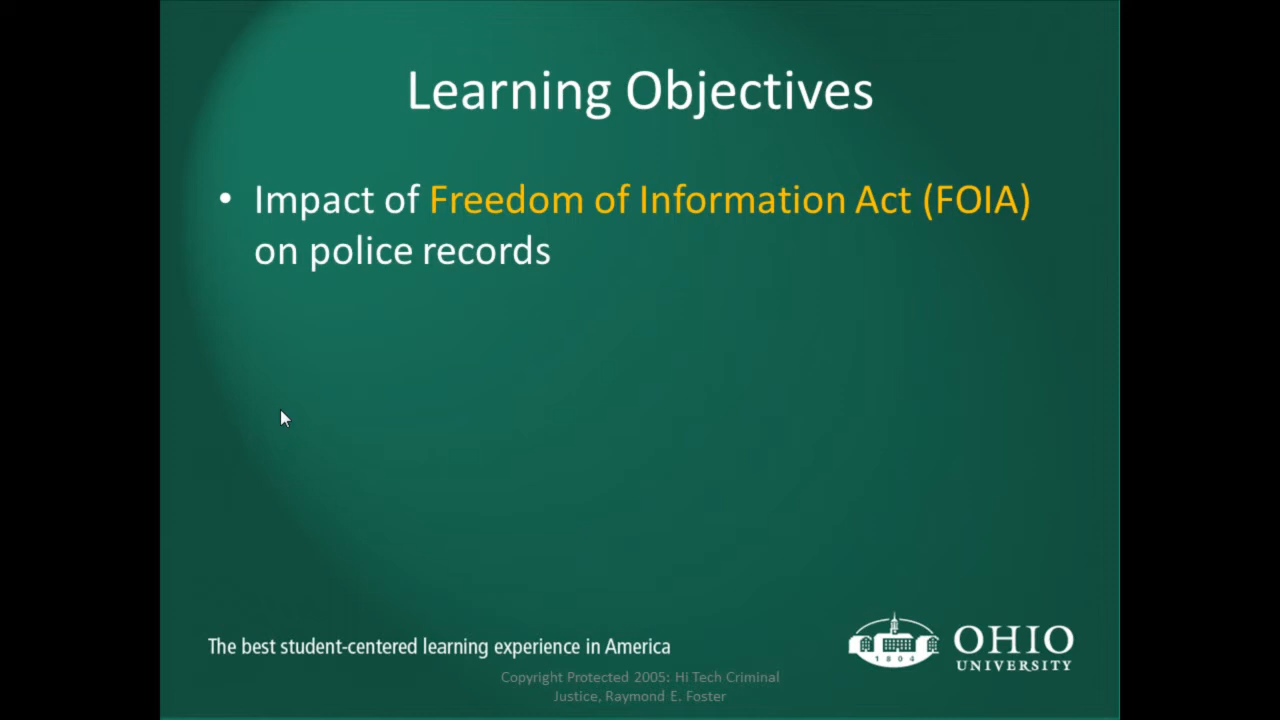 Learning Objectives
• Impact of Freedom of Information Act (FOIA)
on police records
The best student-centered learning experience in America
1804
OHIO
UNIVERSITY
Copyright Protected 2005: Hi Tech Criminal
Justice, Raymond E. Foster